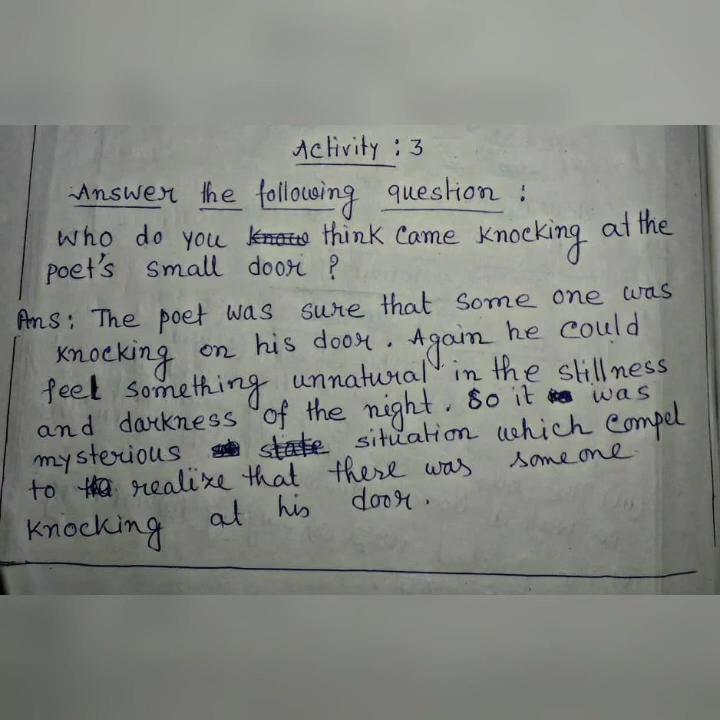 Activity : 3
Answer the following question :
Who do you know think came knocking at the
poet's small door ?
Ans : The poet was sure that some one was
knocking on his door. Again he could
feel something unnatural in the stillness
and darkness of the night. So it was
mysterious state situation which compel
to realize that there was someone
knocking at his door.